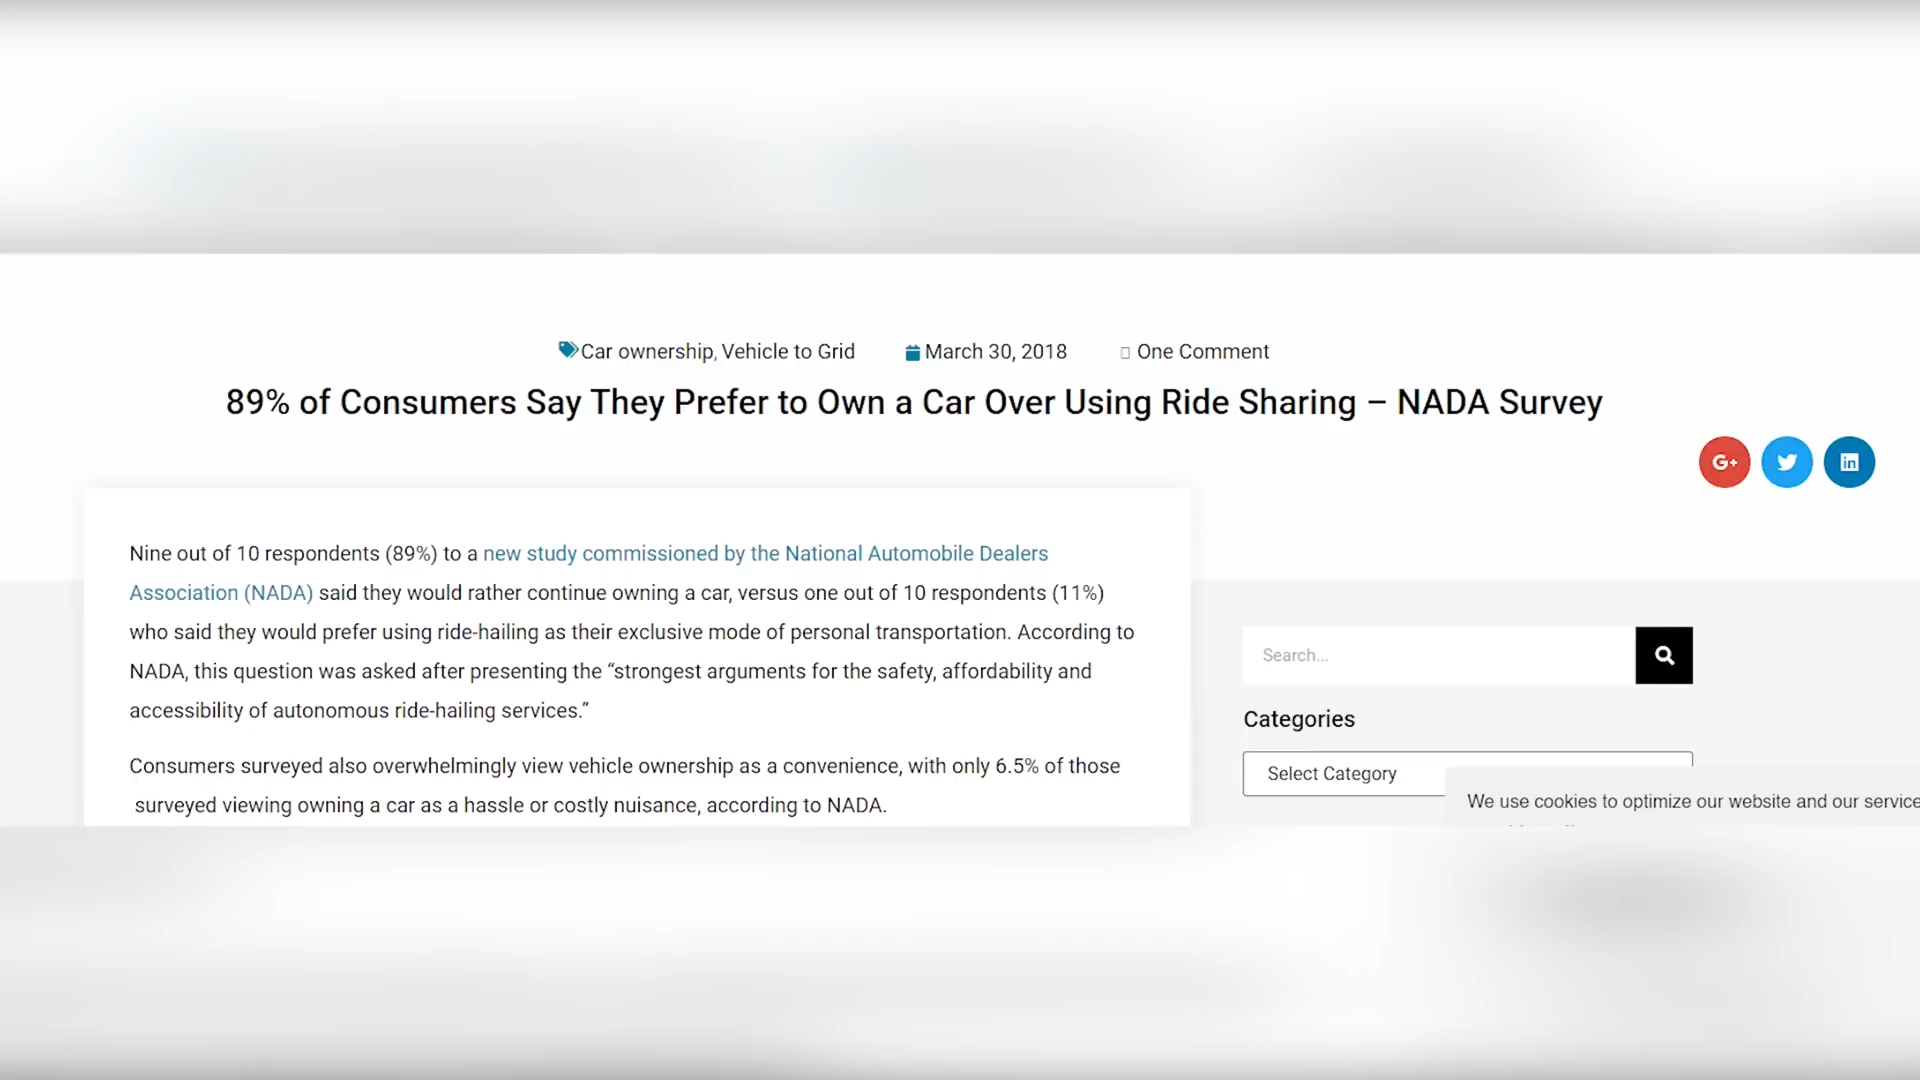 Car ownership, Vehicle to Grid March 30, 2018 One Comment
89% of Consumers Say They Prefer to Own a Car Over Using Ride Sharing – NADA Survey
G+ in
Nine out of 10 respondents (89%) to a new study commissioned by the National Automobile Dealers
Association (NADA) said they would rather continue owning a car, versus one out of 10 respondents (11%)
who said they would prefer using ride-hailing as their exclusive mode of personal transportation. According to
NADA, this question was asked after presenting the “strongest arguments for the safety, affordability and
accessibility of autonomous ride-hailing services.”
Consumers surveyed also overwhelmingly view vehicle ownership as a convenience, with only 6.5% of those
surveyed viewing owning a car as a hassle or costly nuisance, according to NADA.
Search...
Categories
Select Category
We use cookies to optimize our website and our service